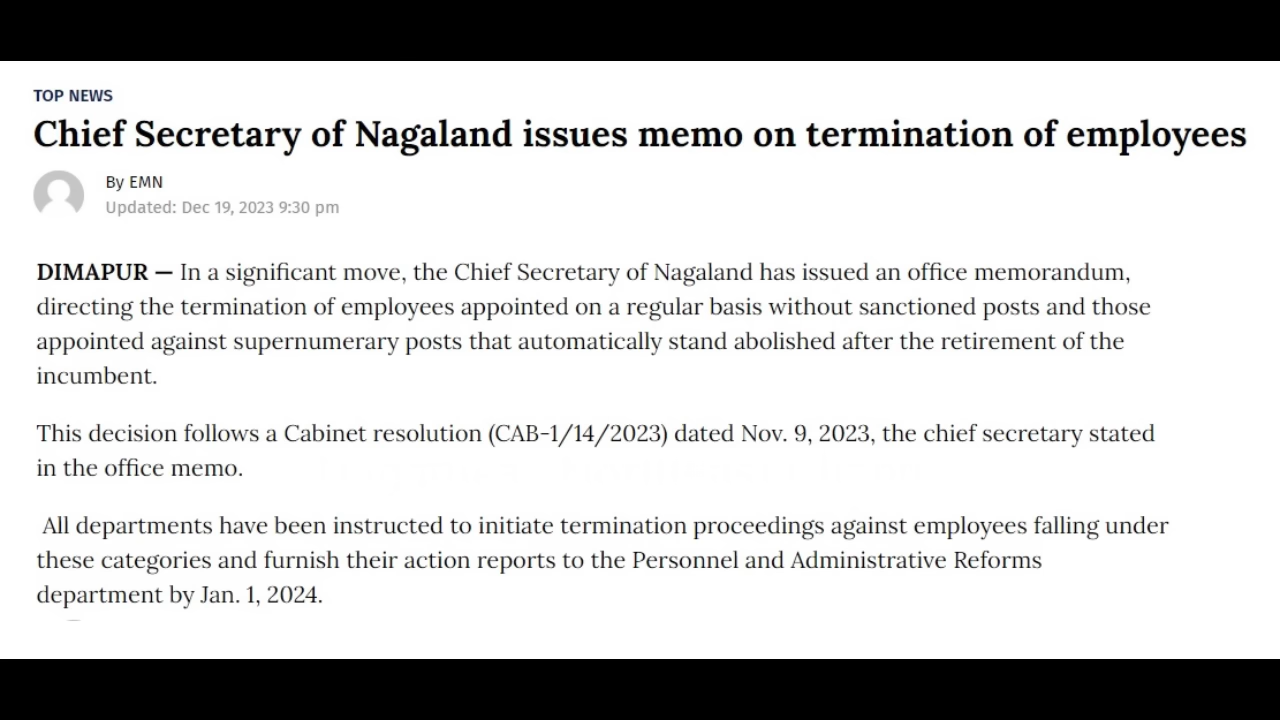 TOP NEWS
Chief Secretary of Nagaland issues memo on termination of employees
By EMN
Updated: Dec 19, 2023 9:30 pm
DIMAPUR — In a significant move, the Chief Secretary of Nagaland has issued an office memorandum,
directing the termination of employees appointed on a regular basis without sanctioned posts and those
appointed against supernumerary posts that automatically stand abolished after the retirement of the
incumbent.
This decision follows a Cabinet resolution (CAB-1/14/2023) dated Nov. 9, 2023, the chief secretary stated
in the office memo.
All departments have been instructed to initiate termination proceedings against employees falling under
these categories and furnish their action reports to the Personnel and Administrative Reforms
department by Jan. 1, 2024.